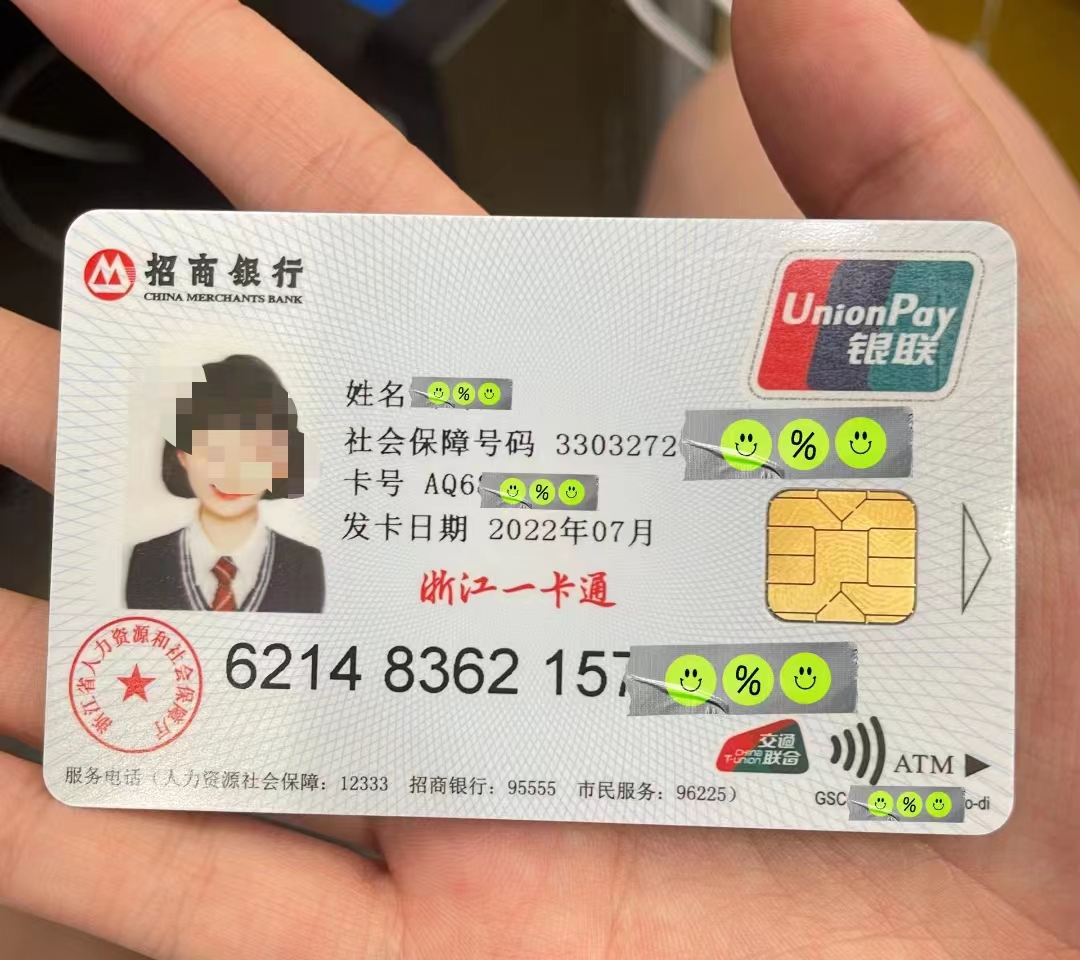 招商银行
CHINA MERCHANTS BANK
UnionPay
银联
姓名
% 
社会保障号码 3303272
%
卡号 AQ6
%
发卡日期 2022年07月
浙江一卡通
浙江省人力资源和社会保障厅
6214 8362 157
%
交通
CHINA
T-union 联合
ATM
服务电话（人力资源社会保障：12333 招商银行：95555 市民服务：96225）
GSC
%
o-di